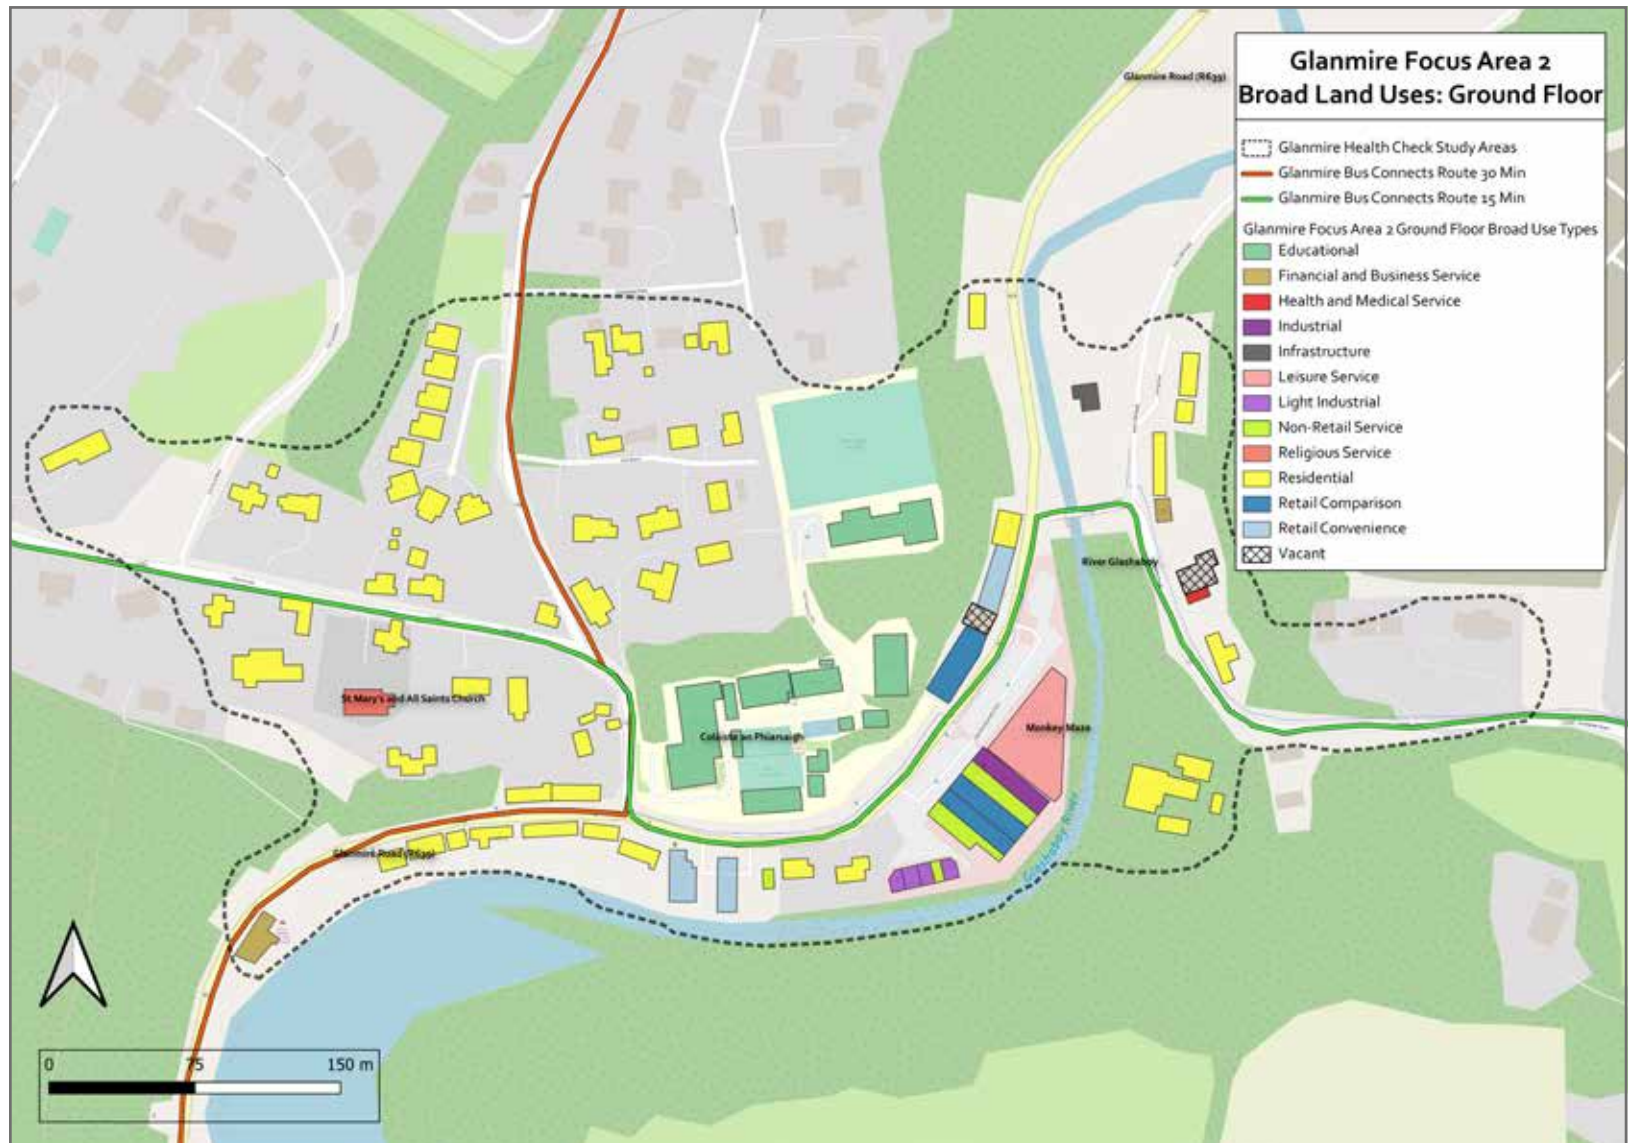 Glanmire Focus Area 2
Broad Land Uses: Ground Floor
Glanmire Health Check Study Areas
Glanmire Bus Connects Route 30 Min
Glanmire Bus Connects Route 15 Min
Glanmire Focus Area 2 Ground Floor Broad Use Types
Educational
Financial and Business Service
Health and Medical Service
Industrial
Infrastructure
Leisure Service
Light Industrial
Non-Retail Service
Religious Service
Residential
Retail Comparison
Retail Convenience
Vacant
Glanmire Road (R639)
River Glashaboy
St Mary's and All Saints Church
Monkey Maze
Colaiste an Phiarsaigh
Glashaboy River
Glanmire Road (R639)
0 75 150 m